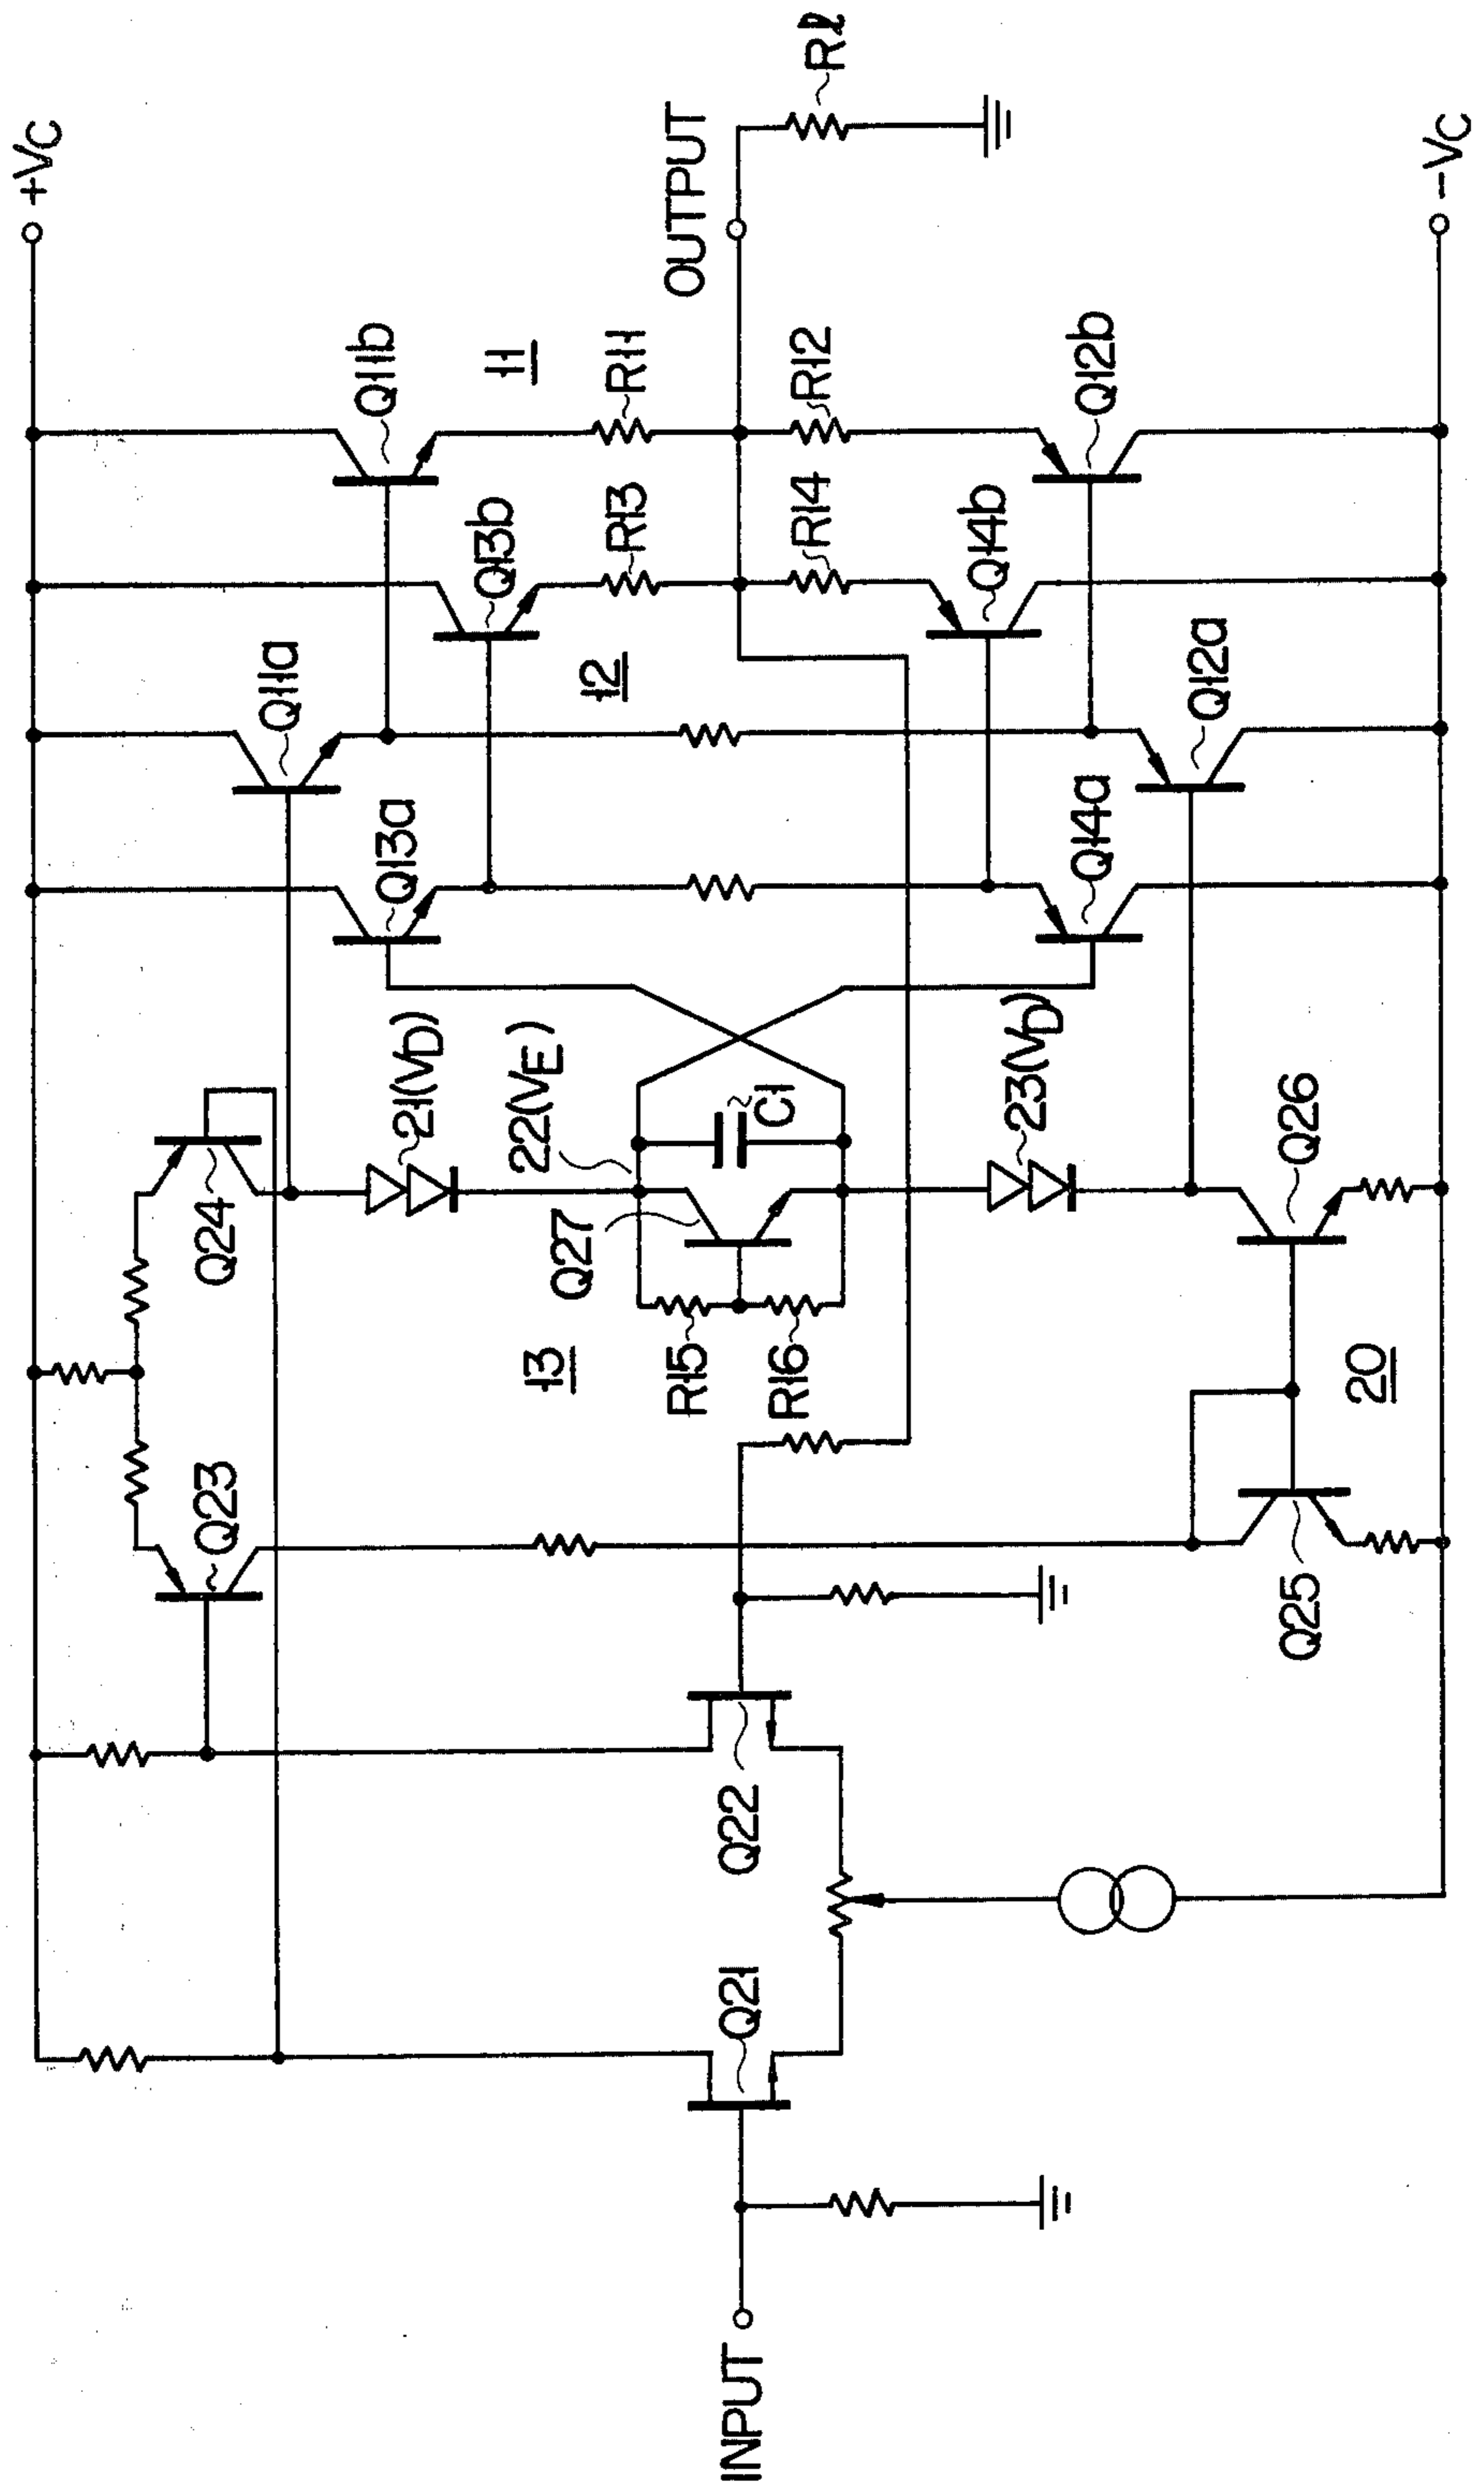 +VC
Q11b
11
R11
OUTPUT
Rℓ
R12
Q12b
-VC
Q13b
R13
R14
Q14b
12
Q11a
Q12a
Q13a
Q14a
21(VD)
22(VE)
C1
23(VD)
Q24
Q27
Q26
13
R15
R16
20
Q23
Q25
Q22
Q21
INPUT